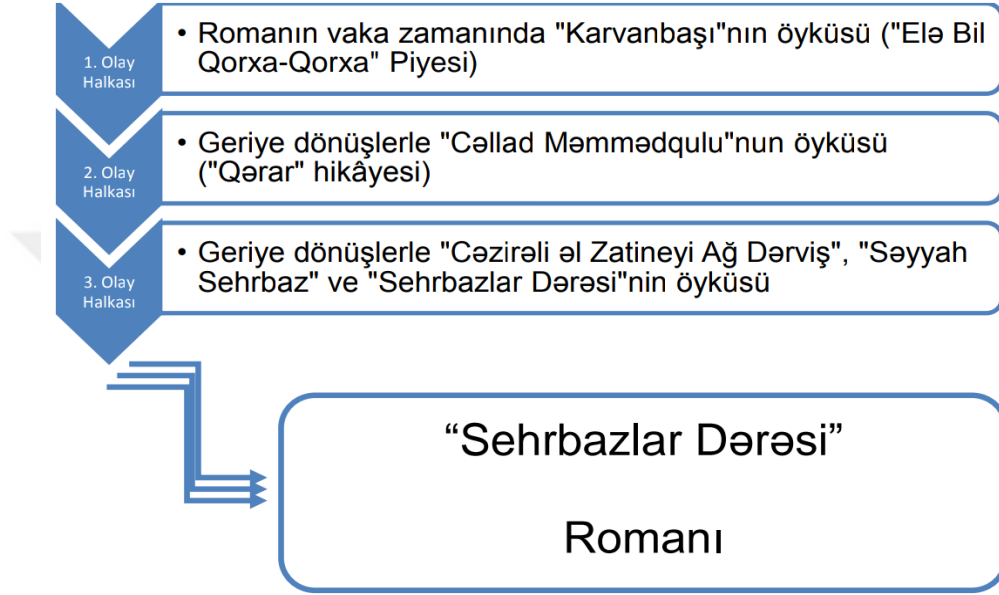 1. Olay
Halkası
• Romanın vaka zamanında "Karvanbaşı"nın öyküsü ("Elə Bil
Qorxa-Qorxa" Piyesi)
2. Olay
Halkası
• Geriye dönüşlerle "Cəllad Məmmədqulu"nun öyküsü
("Qərar" hikâyesi)
3. Olay
Halkası
• Geriye dönüşlerle "Cəzirəli əl Zatineyi Ağ Dərviş", "Səyyah
Sehrbaz" ve "Sehrbazlar Dərəsi"nin öyküsü
“Sehrbazlar Dərəsi”
Romanı